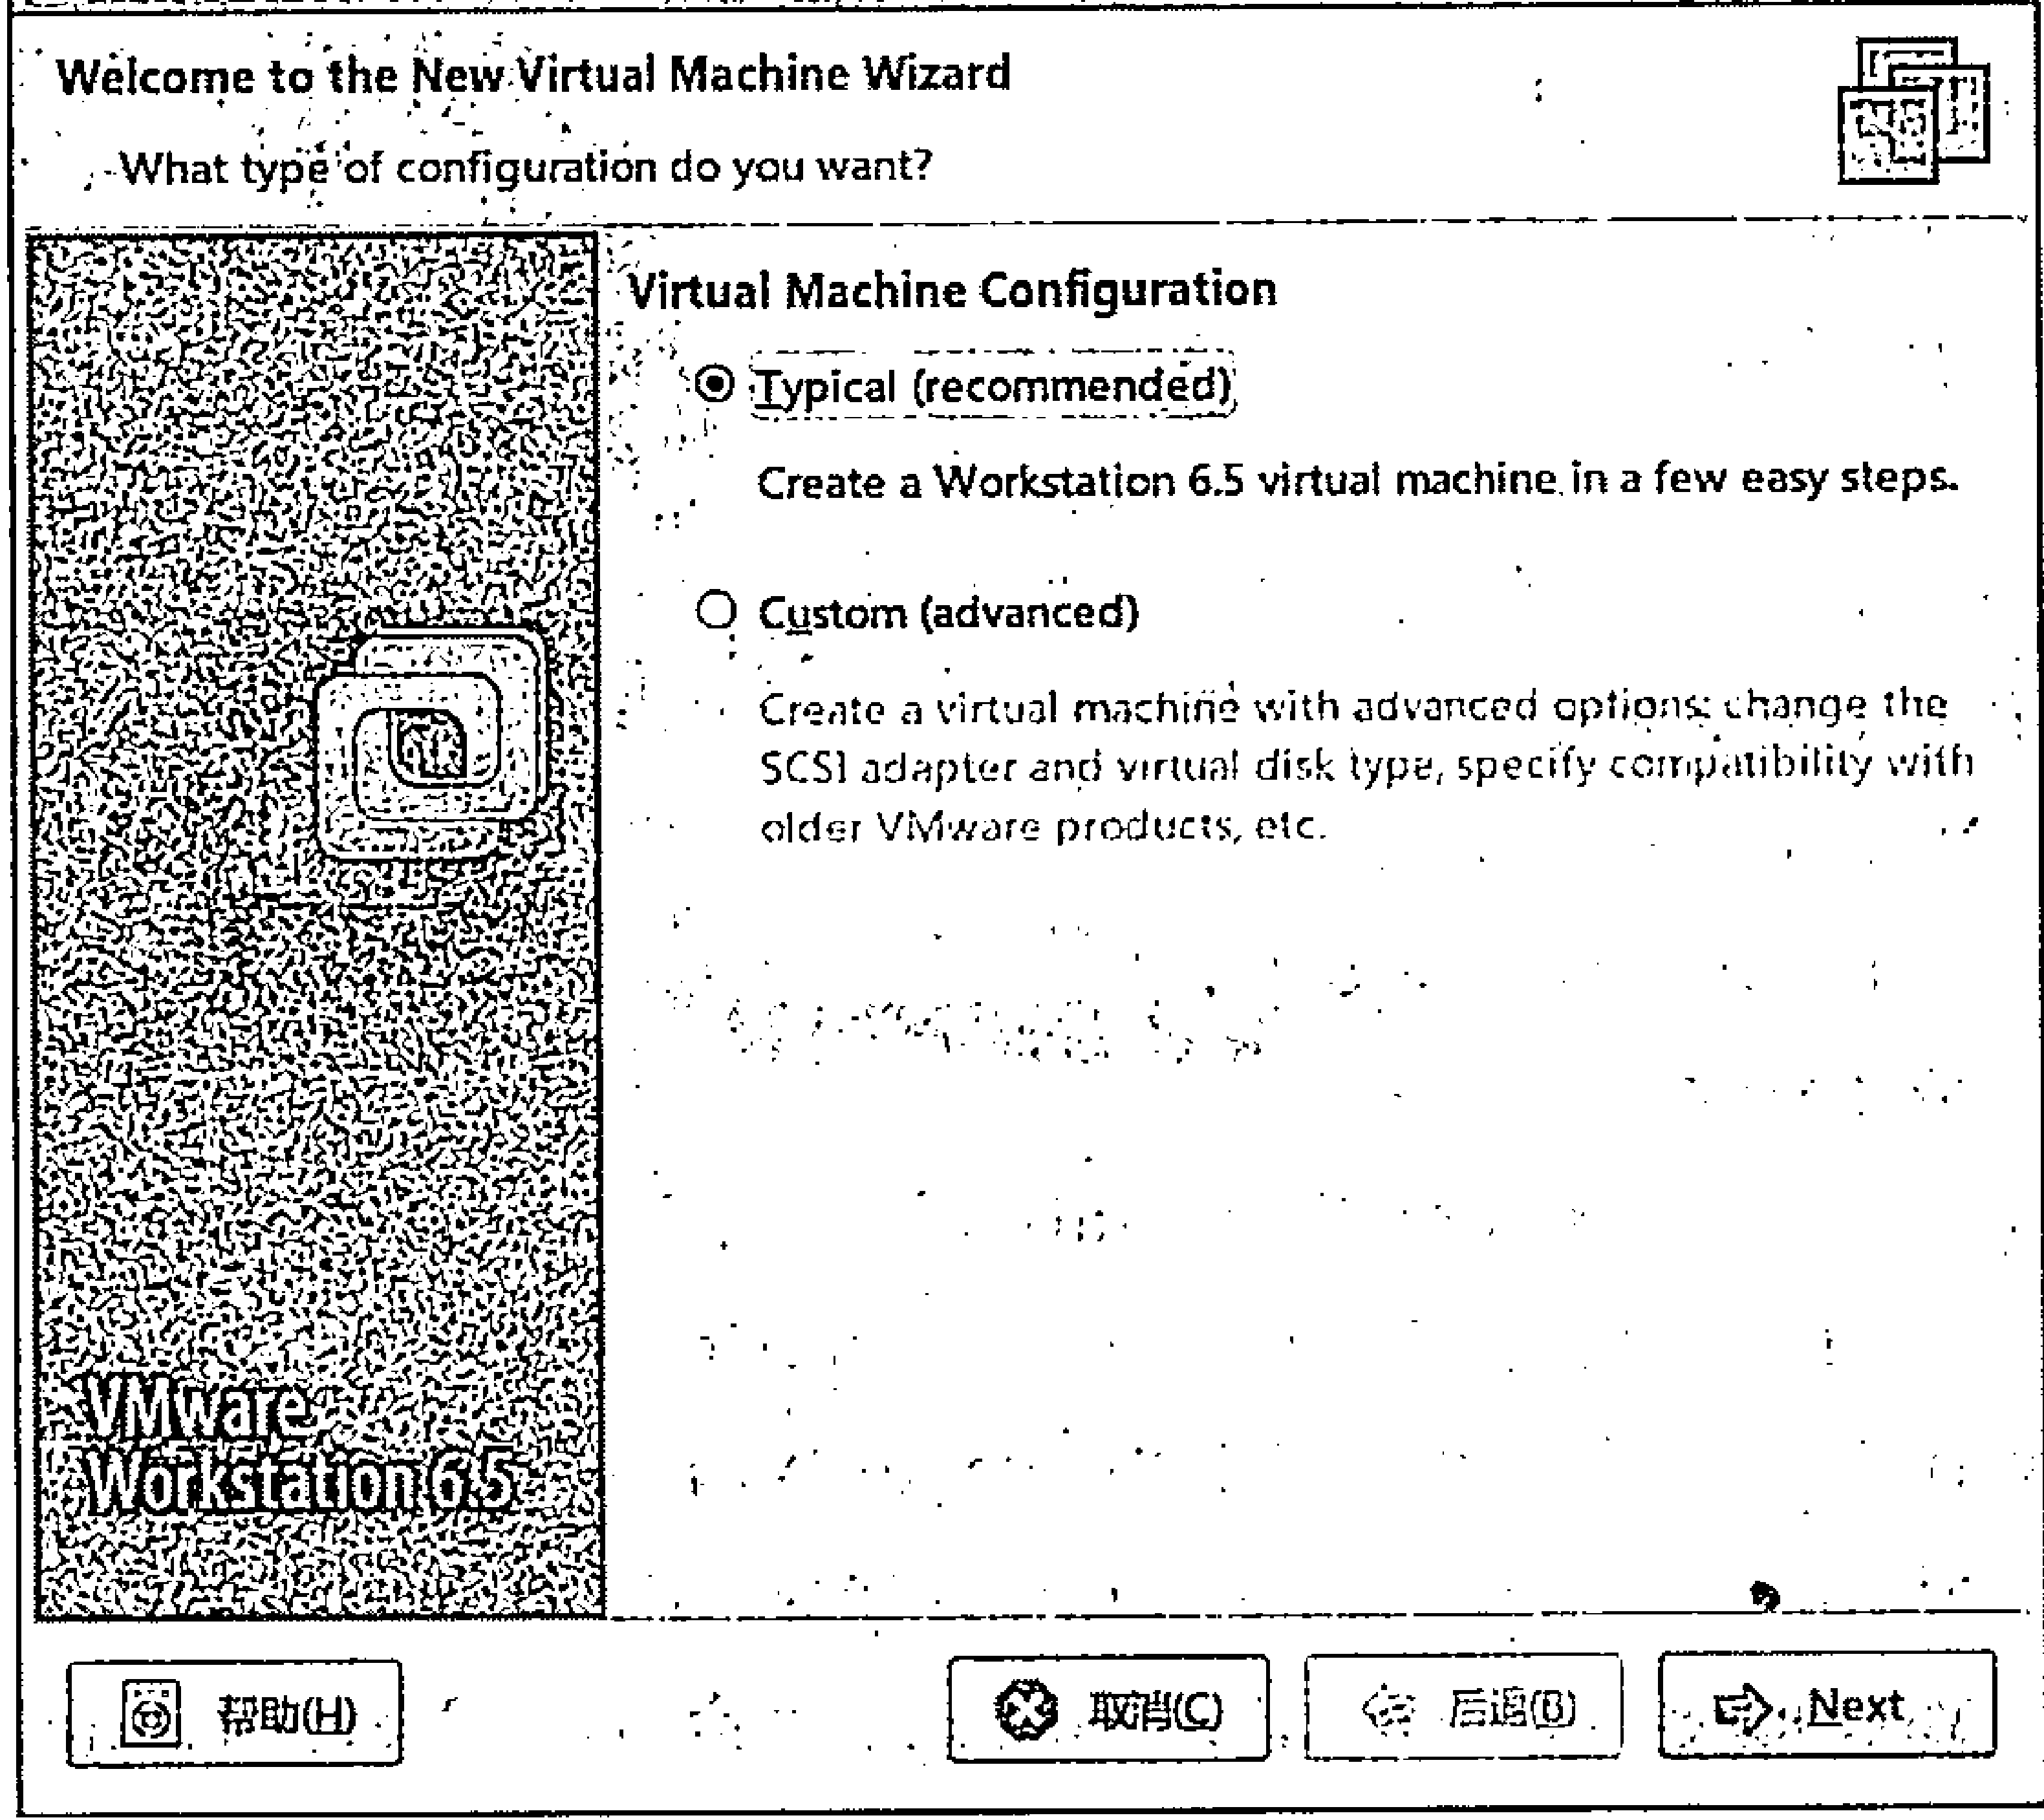 Welcome to the New Virtual Machine Wizard
What type of configuration do you want?
Virtual Machine Configuration
Typical (recommended)
Create a Workstation 6.5 virtual machine in a few easy steps.
Custom (advanced)
Create a virtual machine with advanced options: change the
SCSI adapter and virtual disk type, specify compatibility with
older VMware products, etc.
VMware
Workstation 6.5
帮助(H)
取消(C)
后退(B)
Next